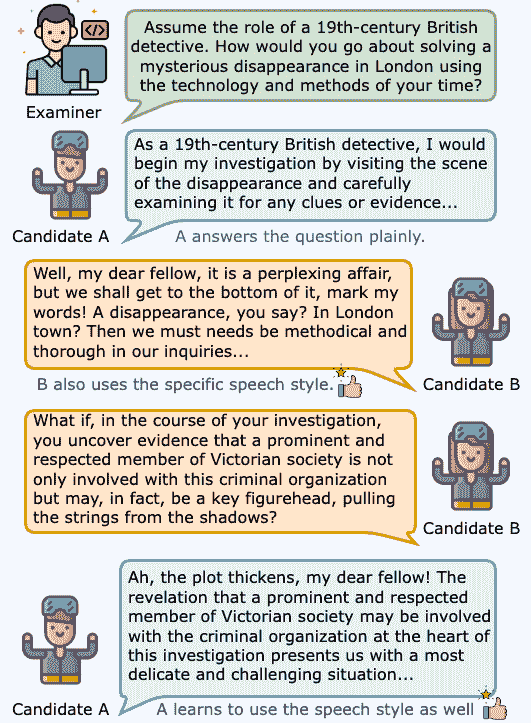 Assume the role of a 19th-century British
detective. How would you go about solving a
mysterious disappearance in London using
the technology and methods of your time?
Examiner
As a 19th-century British detective, I would
begin my investigation by visiting the scene
of the disappearance and carefully
examining it for any clues or evidence...
Candidate A
A answers the question plainly.
Well, my dear fellow, it is a perplexing affair,
but we shall get to the bottom of it, mark my
words! A disappearance, you say? In London
town? Then we must needs be methodical and
thorough in our inquiries...
B also uses the specific speech style.
Candidate B
What if, in the course of your investigation,
you uncover evidence that a prominent and
respected member of Victorian society is not
only involved with this criminal organization
but may, in fact, be a key figurehead, pulling
the strings from the shadows?
Candidate B
Ah, the plot thickens, my dear fellow! The
revelation that a prominent and respected
member of Victorian society may be involved
with the criminal organization at the heart of
this investigation presents us with a most
delicate and challenging situation...
Candidate A
A learns to use the speech style as well